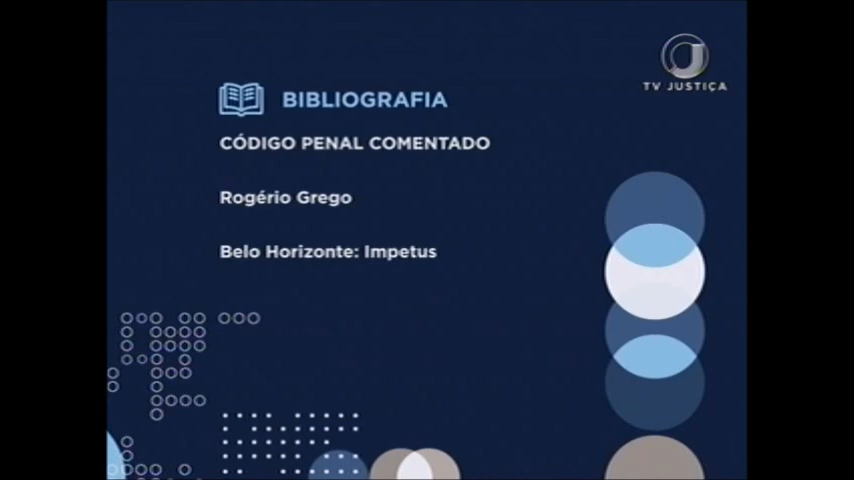 TV JUSTIÇA
BIBLIOGRAFIA
CÓDIGO PENAL COMENTADO
Rogério Grego
Belo Horizonte: Impetus